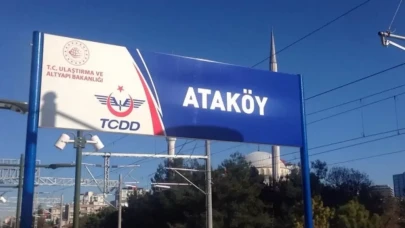 T.C. ULAŞTIRMA VE
ALTYAPI BAKANLIĞI
TCDD
ATAKÖY